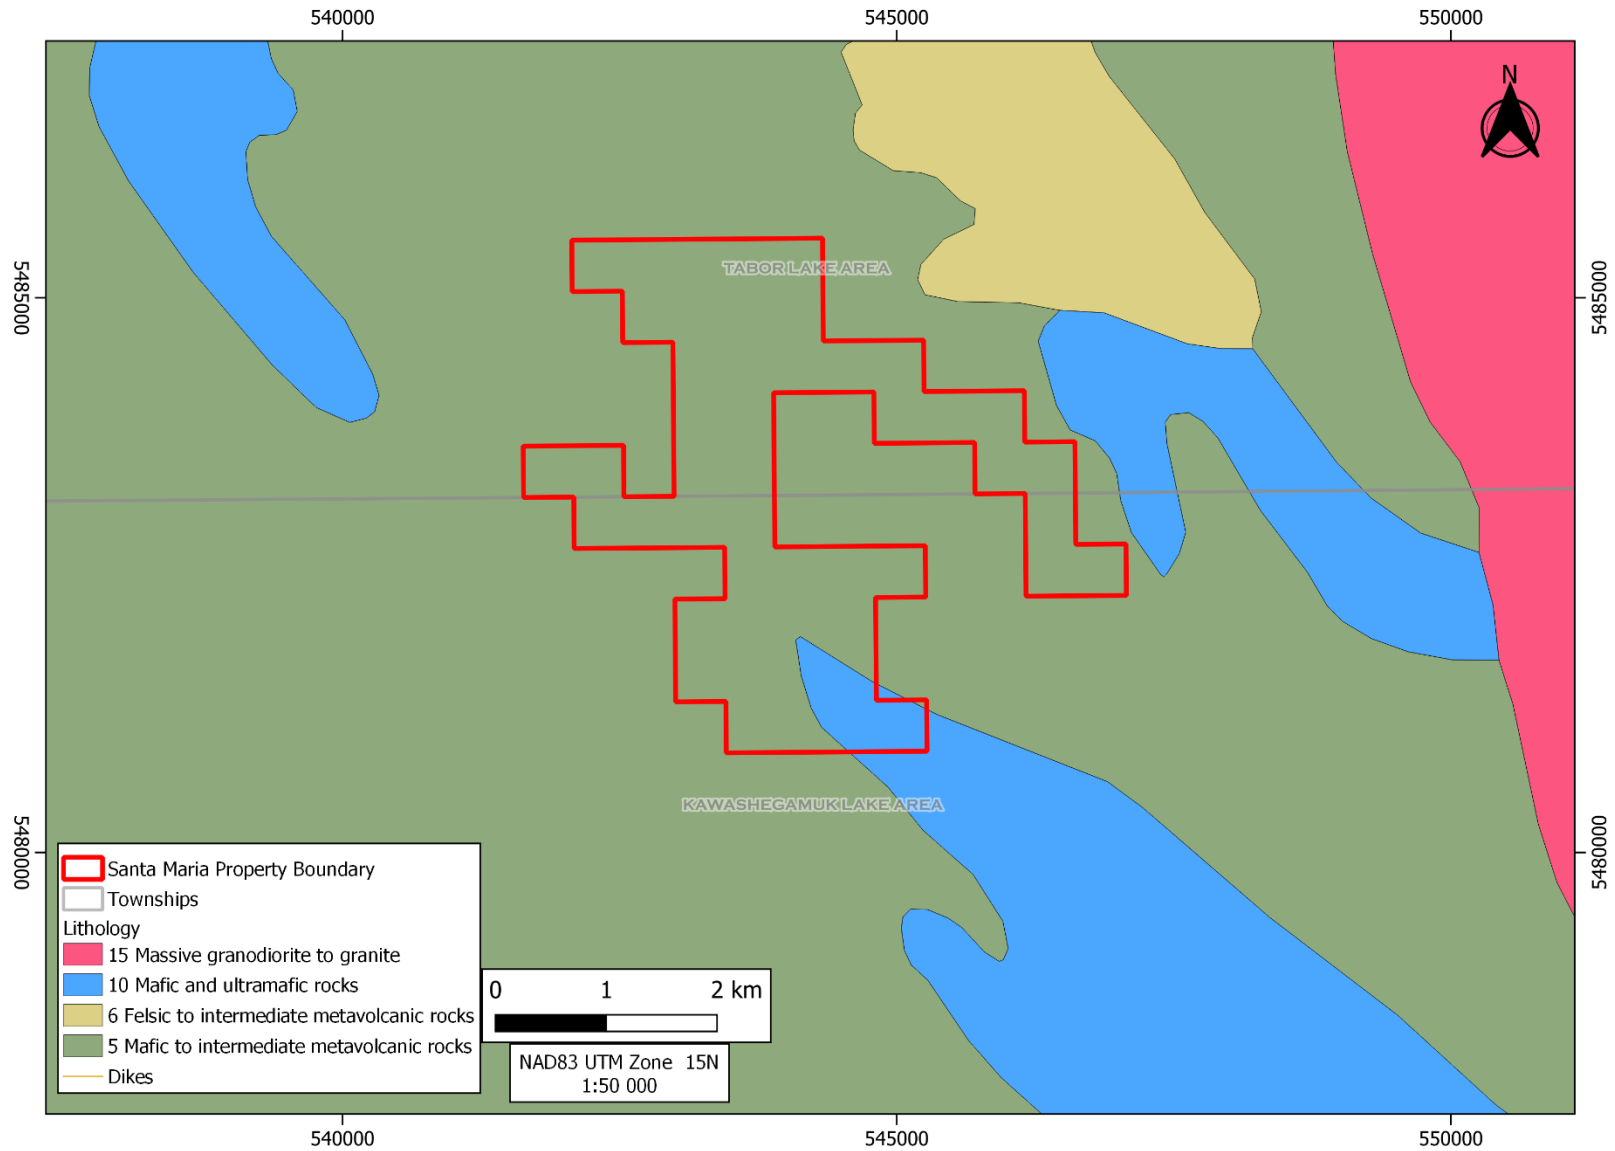 540000
545000
550000
N
TABOR LAKE AREA
5485000
5485000
KAWASHEGAMUK LAKE AREA
5480000
5480000
Santa Maria Property Boundary
Townships
Lithology
15 Massive granodiorite to granite
10 Mafic and ultramafic rocks
6 Felsic to intermediate metavolcanic rocks
5 Mafic to intermediate metavolcanic rocks
Dikes
0 1 2 km
NAD83 UTM Zone 15N
1:50 000
540000
545000
550000